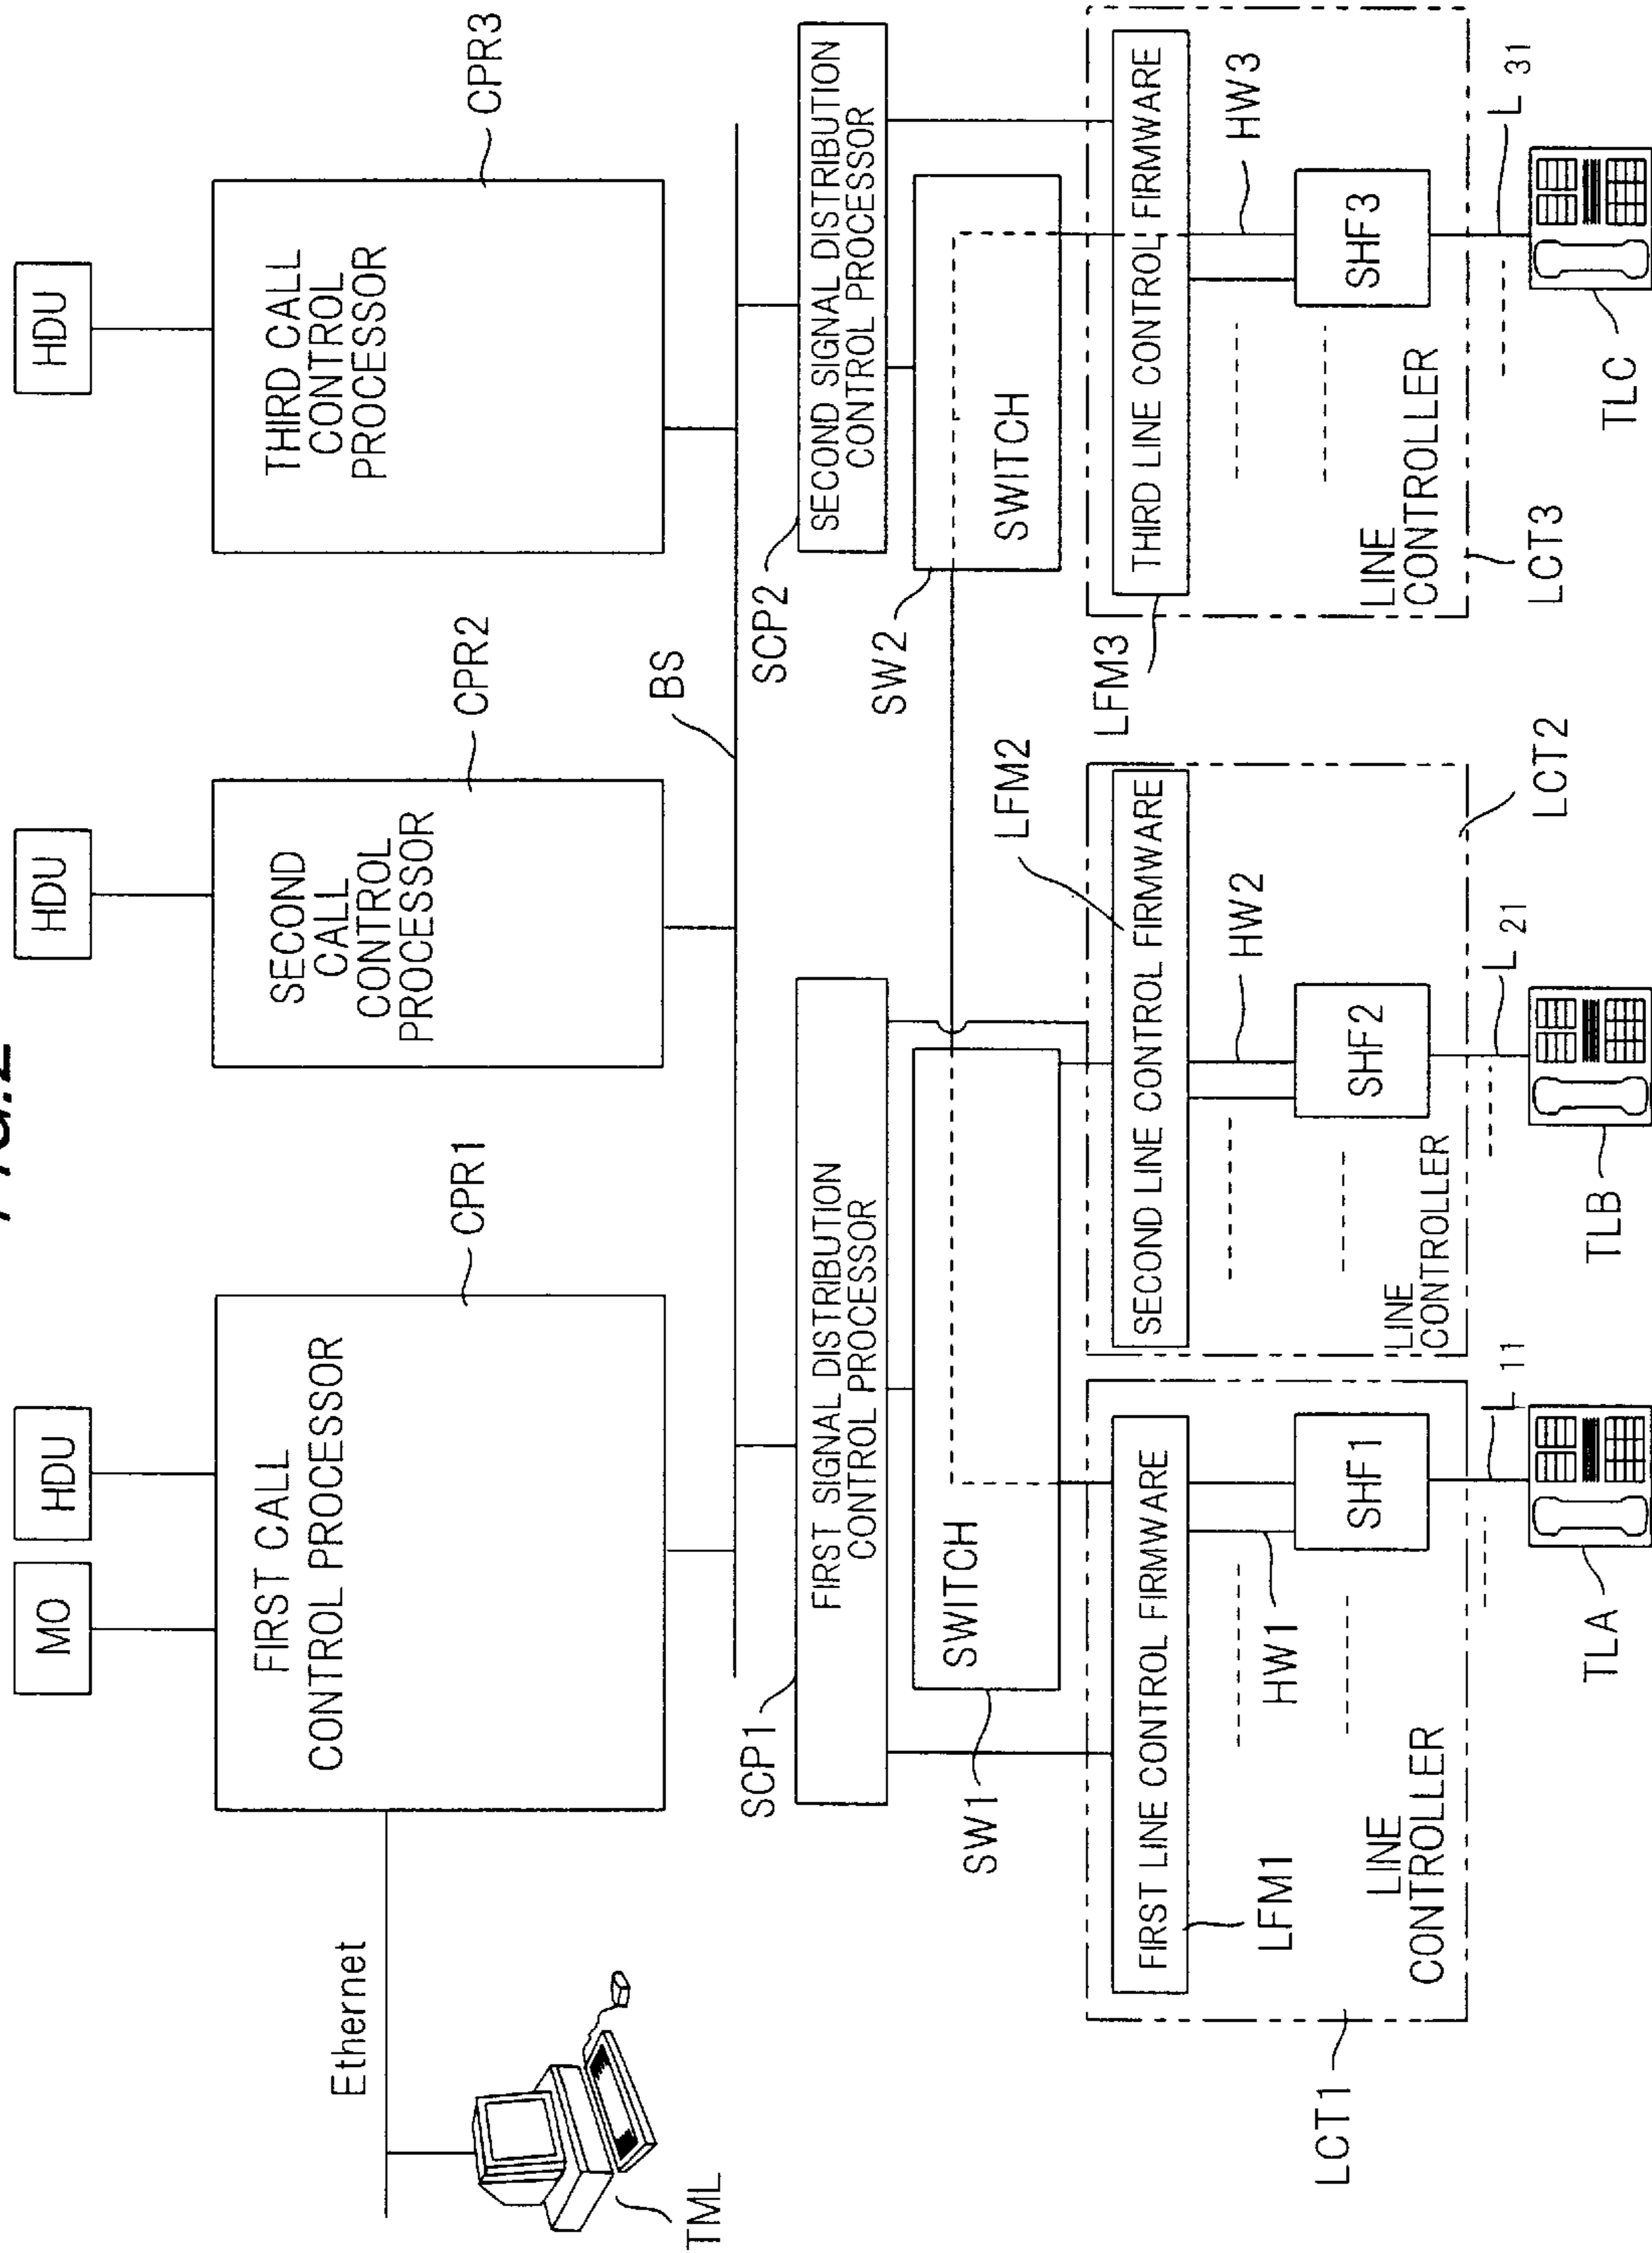 FIG.2
MO
HDU
HDU
HDU
FIRST CALL
CONTROL PROCESSOR
CPR1
SECOND
CALL
CONTROL
PROCESSOR
CPR2
THIRD CALL
CONTROL
PROCESSOR
CPR3
Ethernet
TML
BS
SCP1
FIRST SIGNAL DISTRIBUTION
CONTROL PROCESSOR
SCP2
SECOND SIGNAL DISTRIBUTION
CONTROL PROCESSOR
SW1
SWITCH
SW2
SWITCH
FIRST LINE CONTROL FIRMWARE
LFM1
HW1
SHF1
LINE
CONTROLLER
LCT1
L 11
TLA
SECOND LINE CONTROL FIRMWARE
LFM2
HW2
SHF2
LINE
CONTROLLER
LCT2
L 21
TLB
THIRD LINE CONTROL FIRMWARE
LFM3
HW3
SHF3
LINE
CONTROLLER
LCT3
L 31
TLC